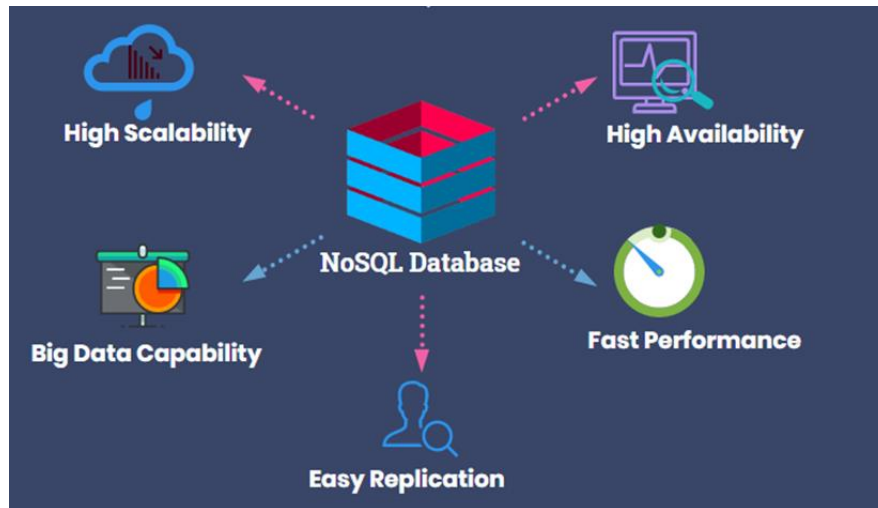 High Scalability
High Availability
NoSQL Database
Big Data Capability
Fast Performance
Easy Replication